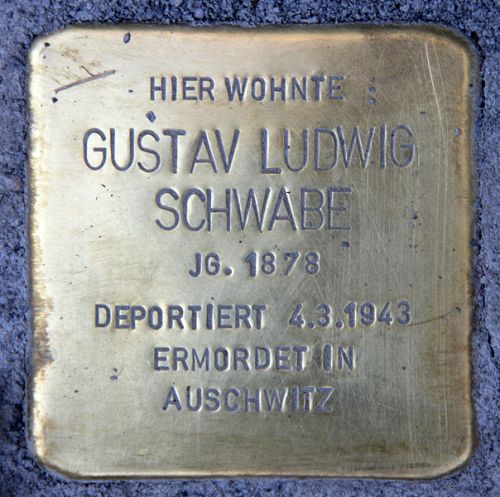 HIER WOHNTE
GUSTAV LUDWIG
SCHWABE
JG. 1878
DEPORTIERT 4.3.1943
ERMORDET IN
AUSCHWITZ